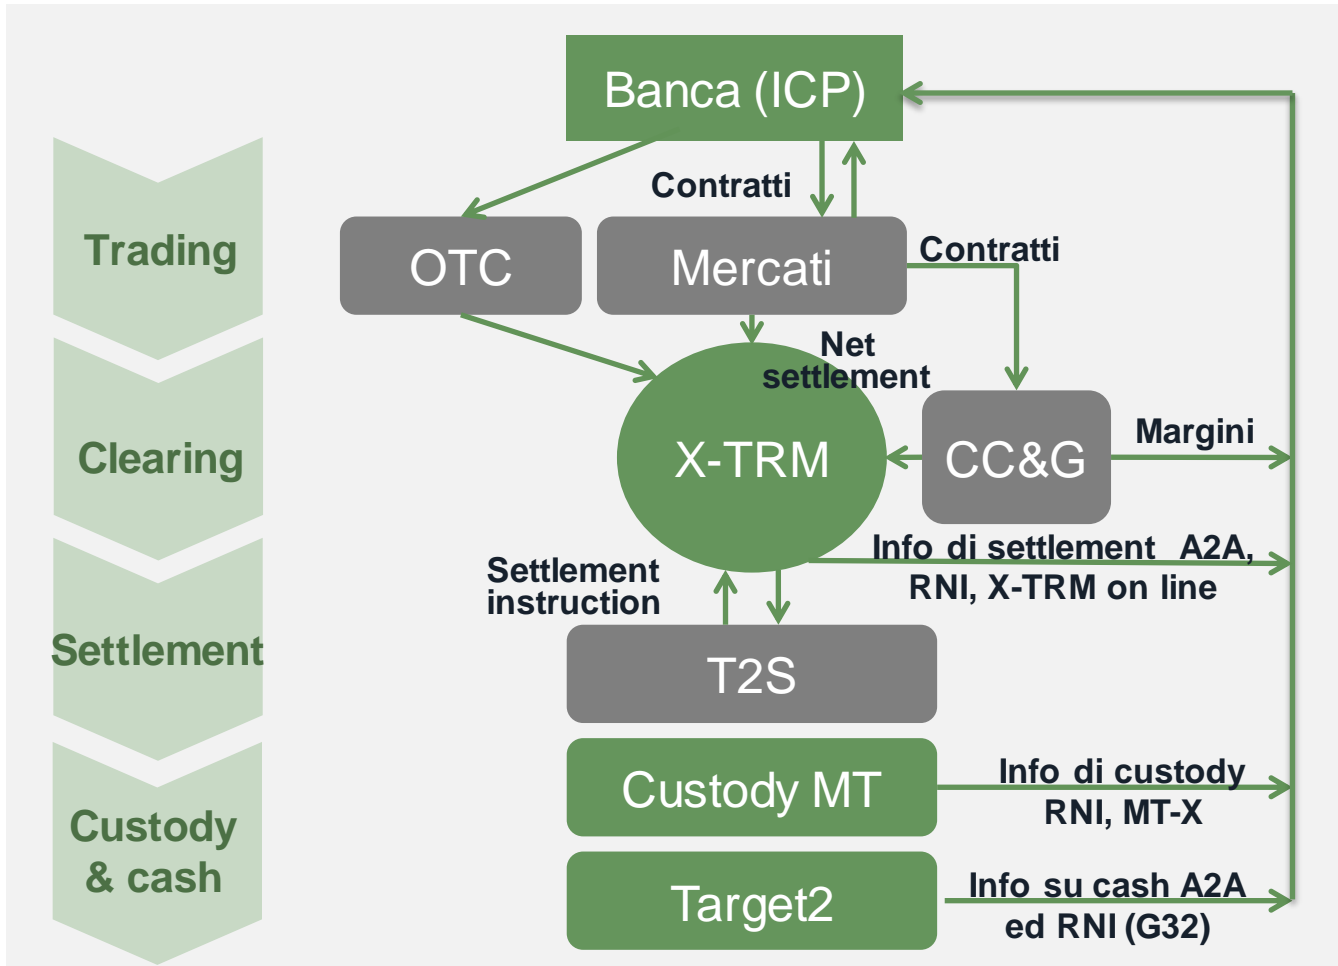 Banca (ICP)
Contratti
Trading
OTC
Mercati
Contratti
Net
settlement
Clearing
X-TRM
CC&G
Margini
Info di settlement A2A,
RNI, X-TRM on line
Settlement
instruction
Settlement
T2S
Custody MT
Info di custody
RNI, MT-X
Custody
& cash
Target2
Info su cash A2A
ed RNI (G32)